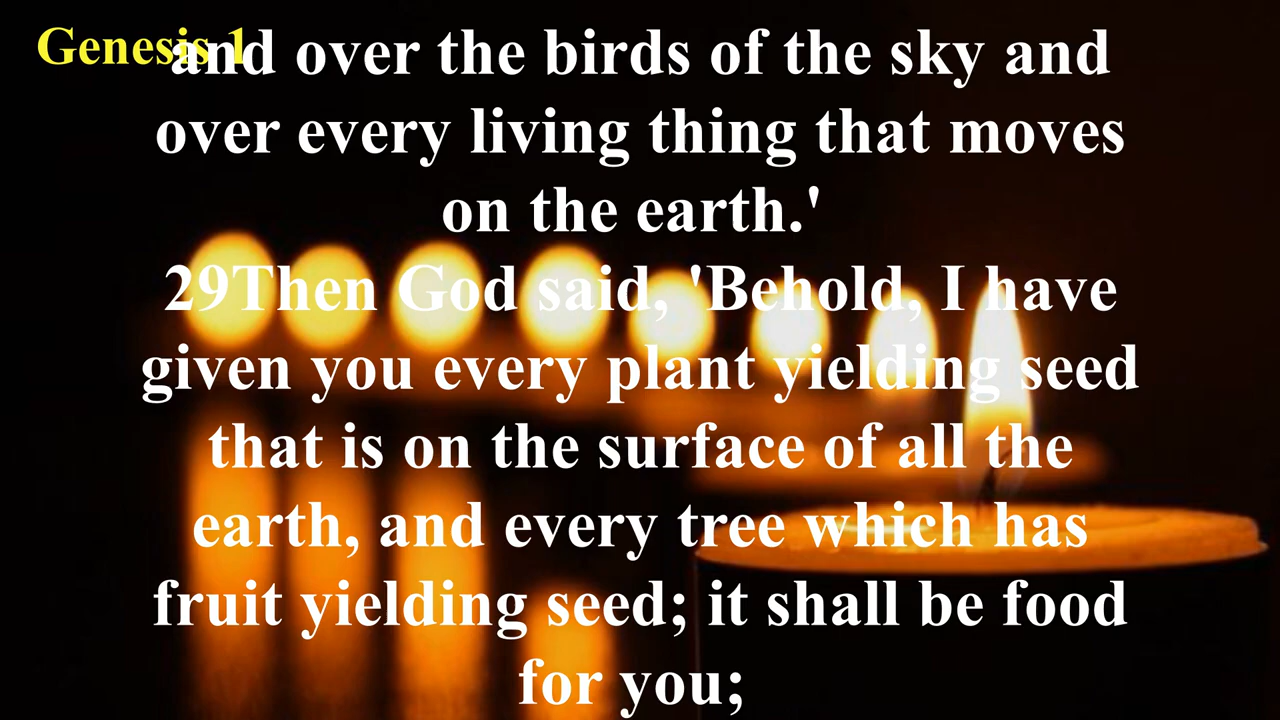 Genesis 1
and over the birds of the sky and
over every living thing that moves
on the earth.'
29Then God said, 'Behold, I have
given you every plant yielding seed
that is on the surface of all the
earth, and every tree which has
fruit yielding seed; it shall be food
for you;